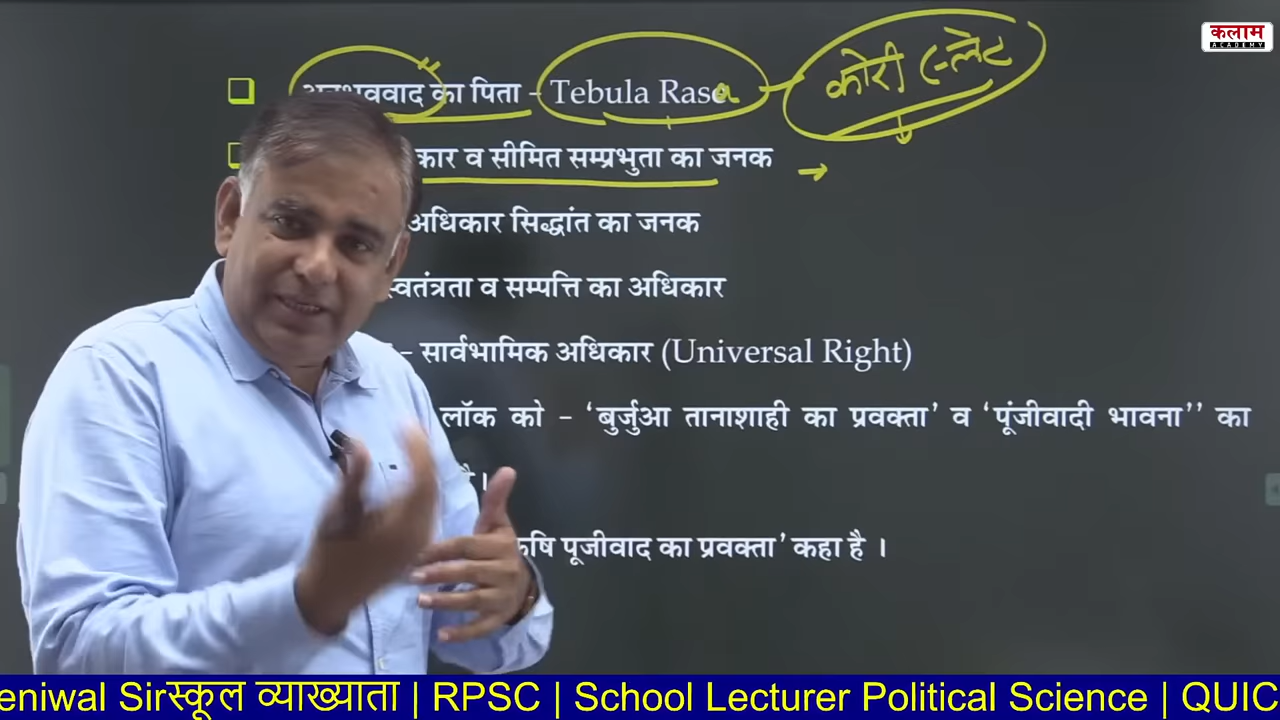 कलाम
ACADEMY
कोरी स्लेट
अनुभववाद का पिता - Tebula Rasa
कार व सीमित सम्प्रभुता का जनक
अधिकार सिद्धांत का जनक
स्वतंत्रता व सम्पत्ति का अधिकार
- सार्वभामिक अधिकार (Universal Right)
लॉक को - 'बुर्जुआ तानाशाही का प्रवक्ता' व 'पूंजीवादी भावना'' का
है।
कृषि पूजीवाद का प्रवक्ता' कहा है ।
eniwal Sirस्कूल व्याख्याता | RPSC | School Lecturer Political Science | QUIC